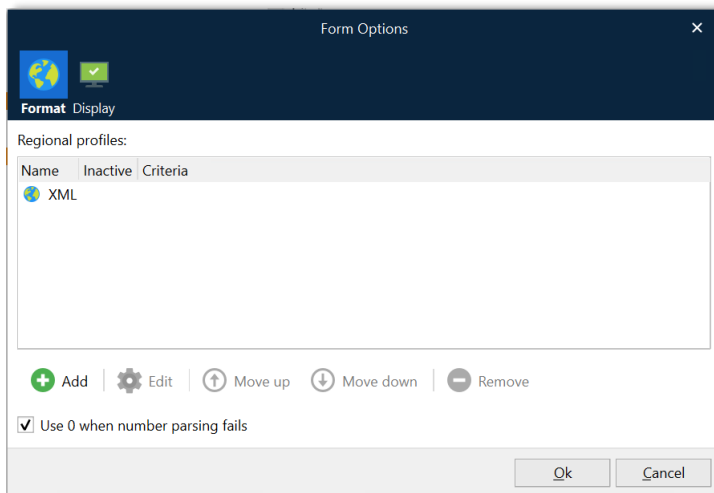 Form Options
Format Display
Regional profiles:
Name Inactive Criteria
XML
Add Edit Move up Move down Remove
Use 0 when number parsing fails
Ok Cancel